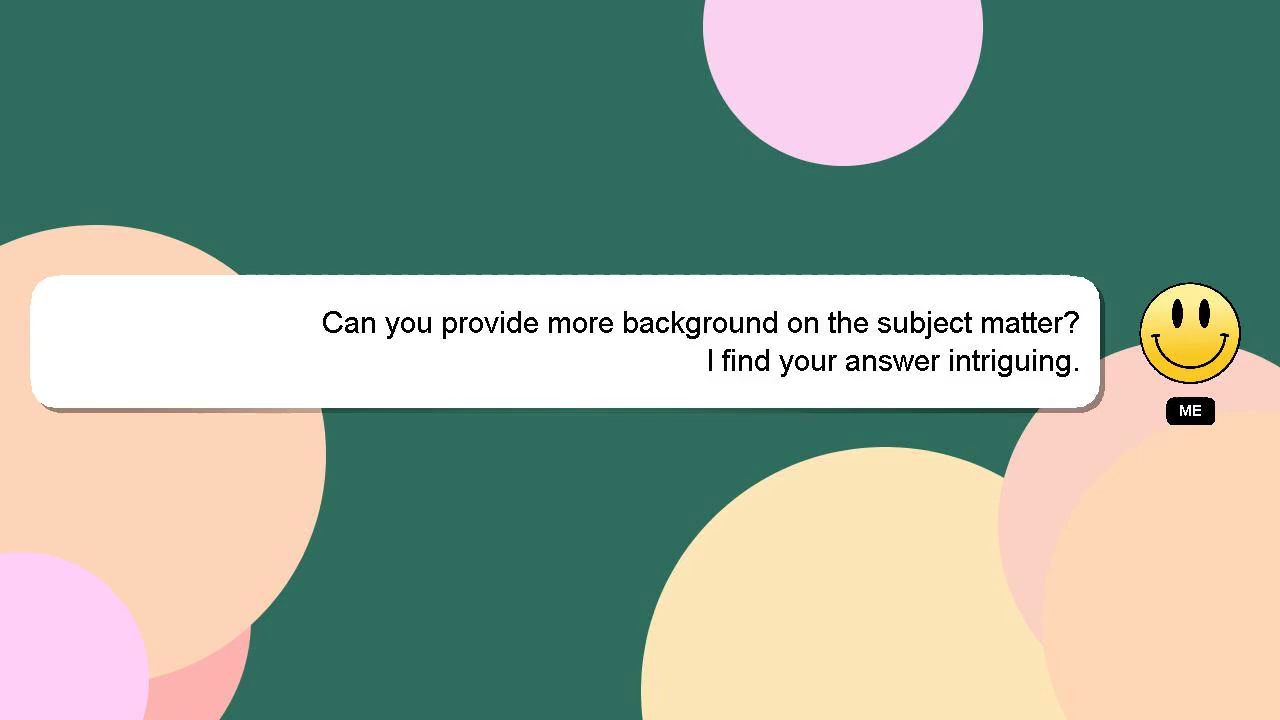 Can you provide more background on the subject matter?
I find your answer intriguing.
ME